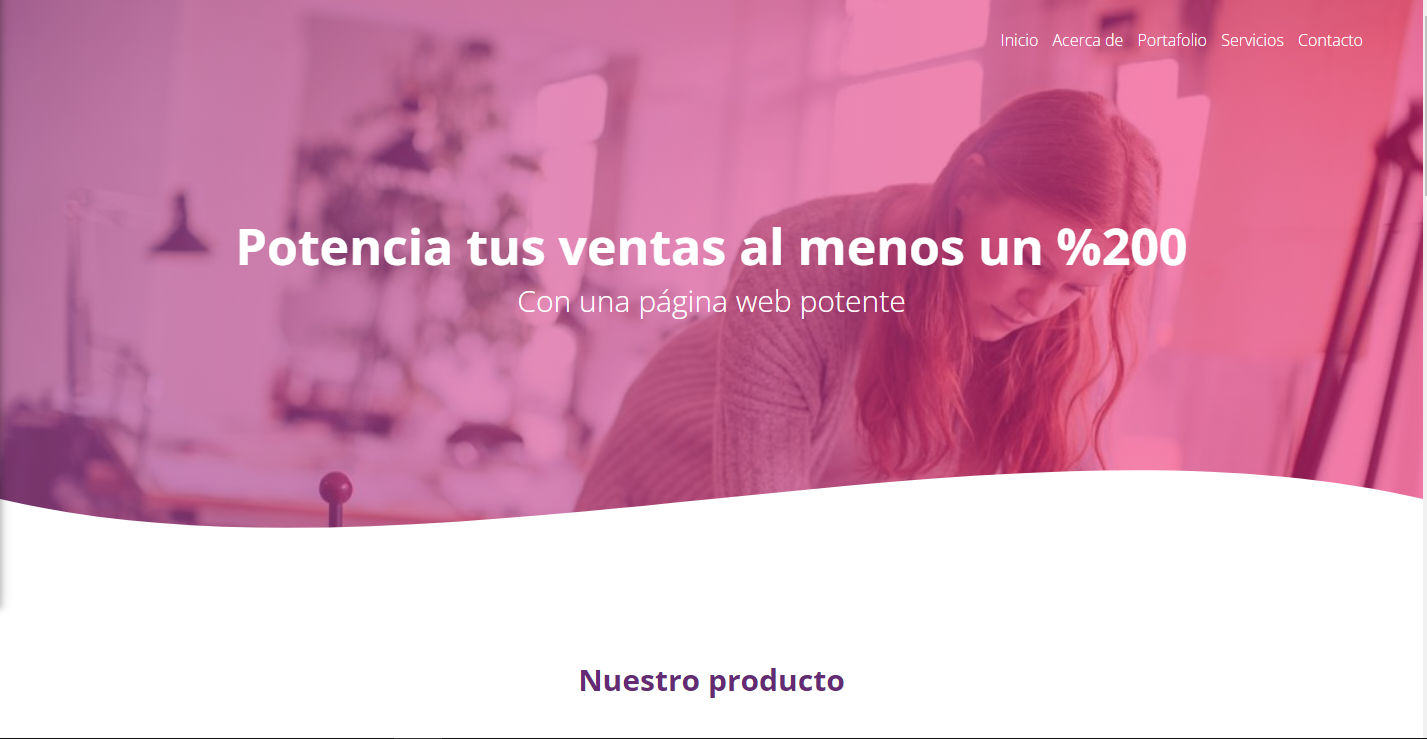 Inicio Acerca de Portafolio Servicios Contacto
Potencia tus ventas al menos un %200
Con una página web potente
Nuestro producto